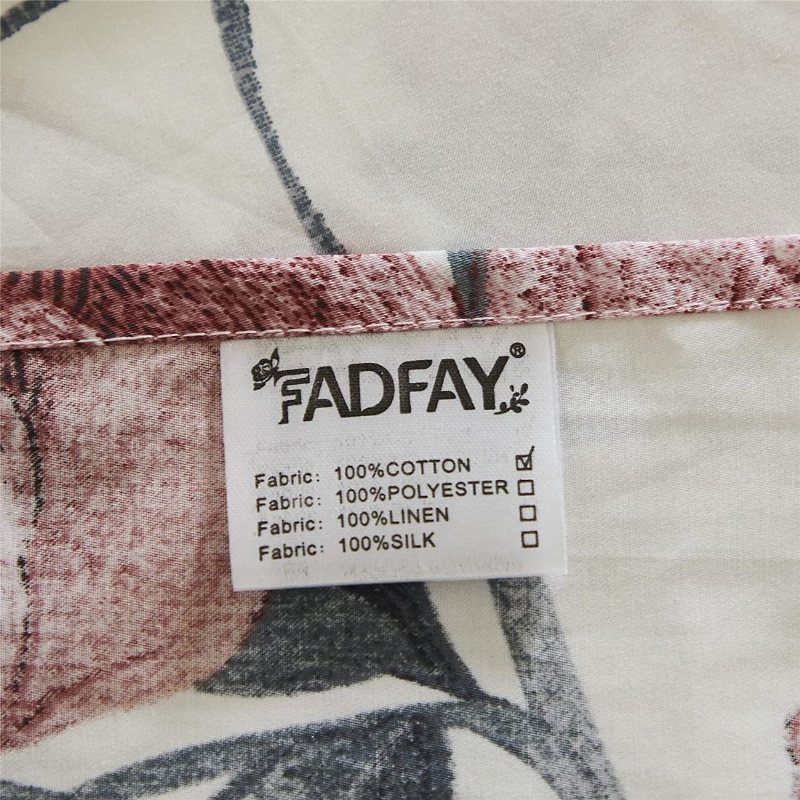 FADFAY®
Fabric: 100%COTTON ☑
Fabric: 100%POLYESTER ☐
Fabric: 100%LINEN ☐
Fabric: 100%SILK ☐